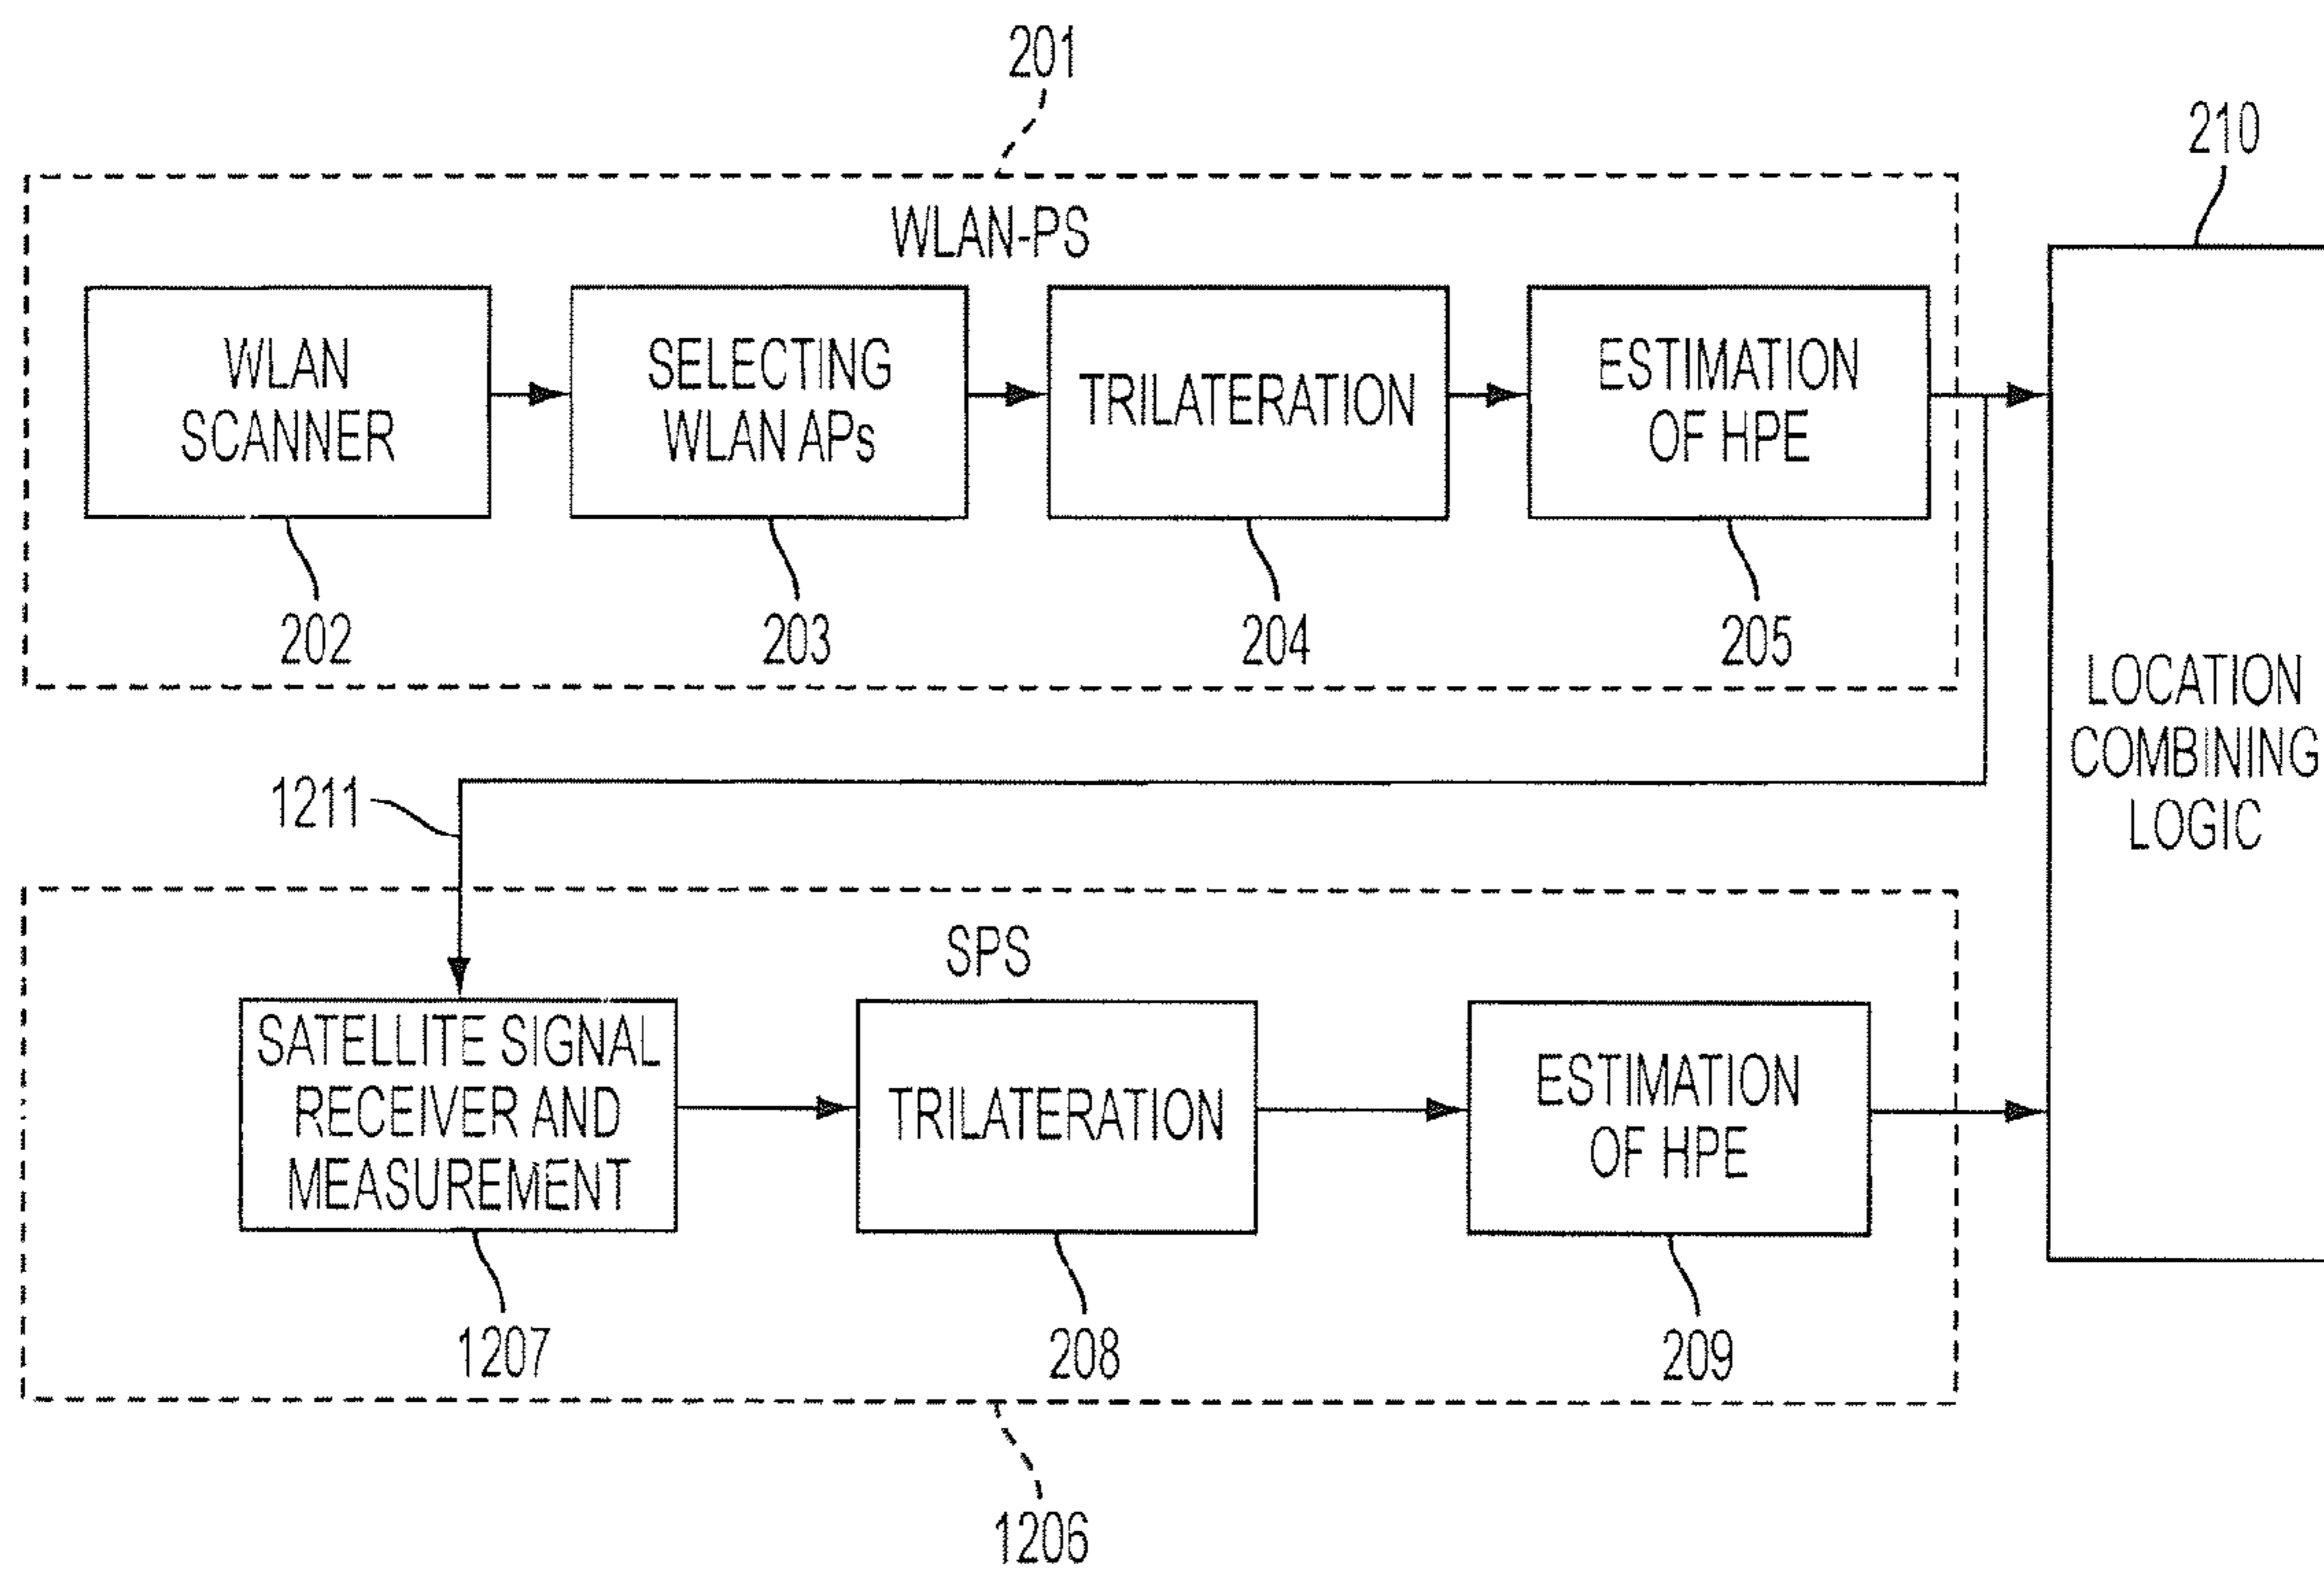 201
210
WLAN-PS
WLAN
SCANNER
SELECTING
WLAN APs
TRILATERATION
ESTIMATION
OF HPE
202
203
204
205
LOCATION
COMBINING
LOGIC
1211
SPS
SATELLITE SIGNAL
RECEIVER AND
MEASUREMENT
TRILATERATION
ESTIMATION
OF HPE
1207
208
209
1206